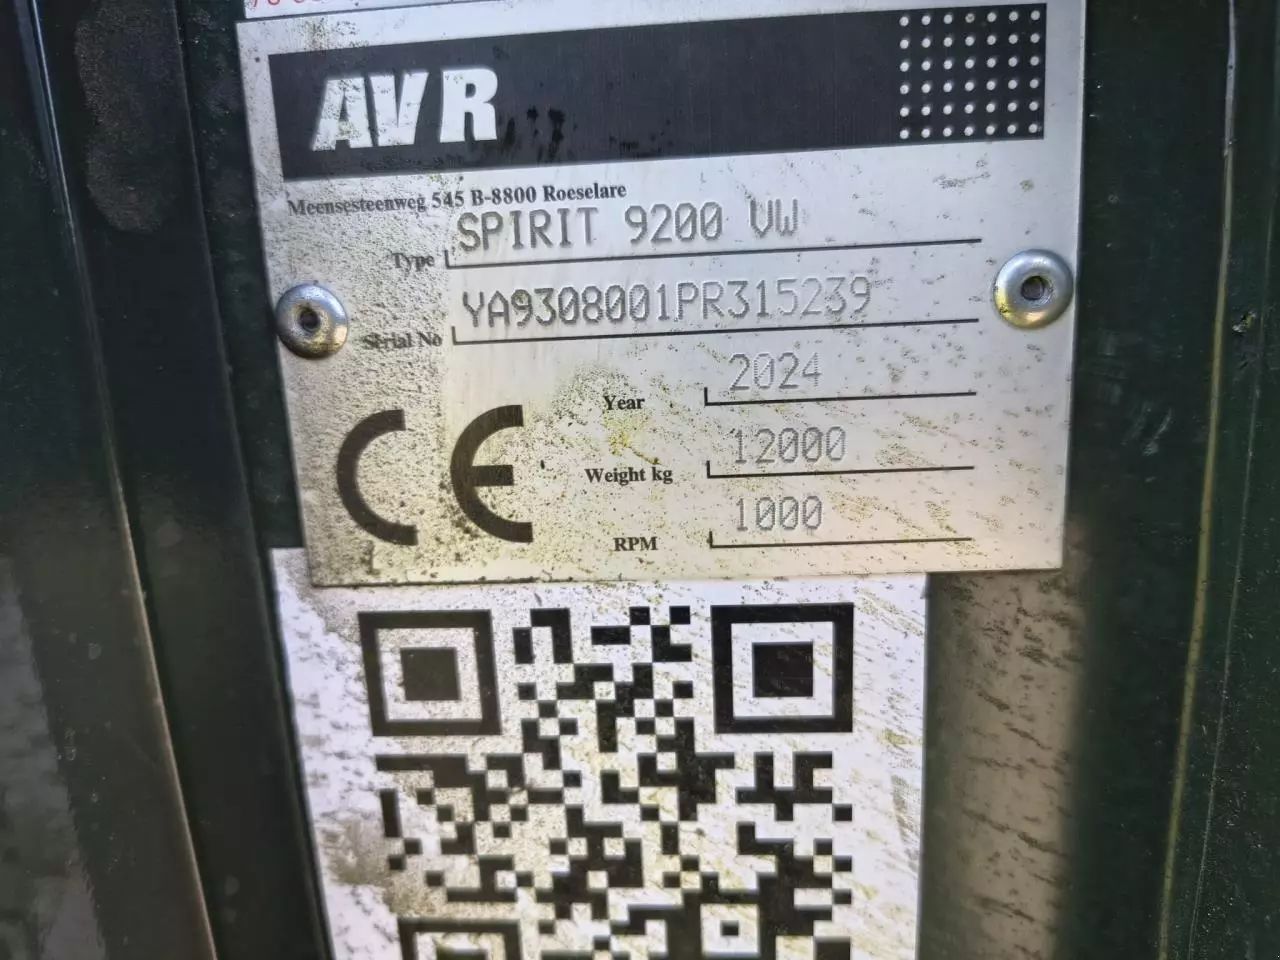 AVR
Meensesteenweg 545 B-8800 Roeselare
Type SPIRIT 9200 VW
Serial No YA9308001PR315239
Year 2024
Weight kg 12000
RPM 1000
CE